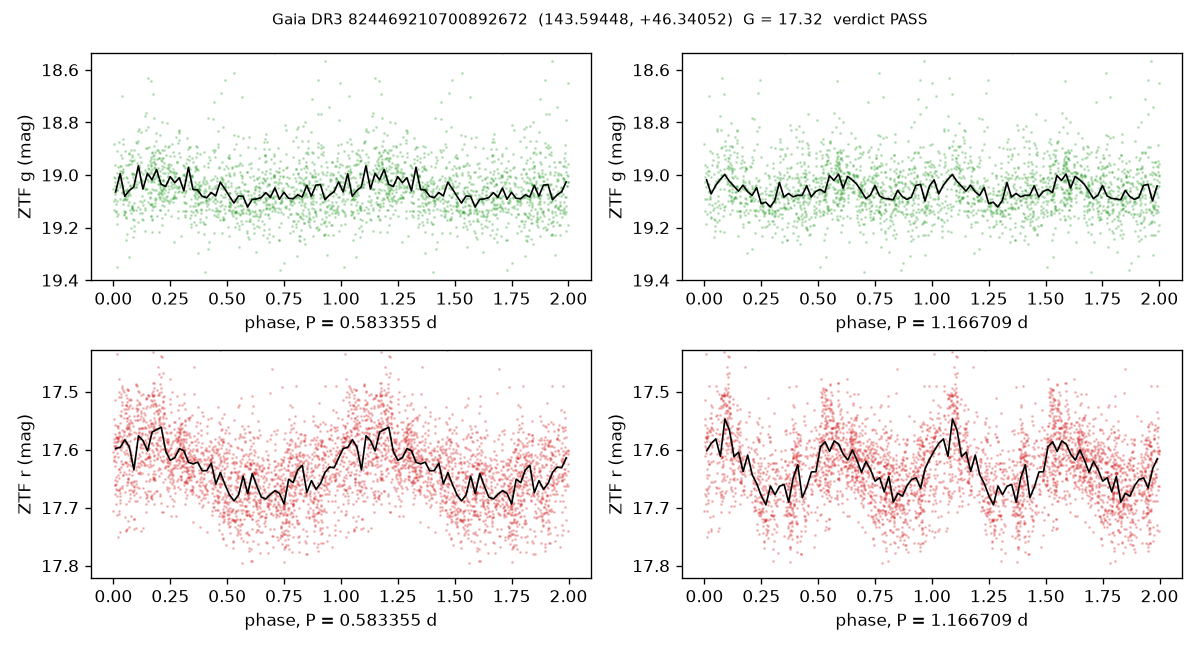 Gaia DR3 824469210700892672 (143.59448, +46.34052) G = 17.32 verdict PASS
ZTF g (mag)
18.6
18.8
19.0
19.2
19.4
0.00 0.25 0.50 0.75 1.00 1.25 1.50 1.75 2.00
phase, P = 0.583355 d
ZTF g (mag)
18.6
18.8
19.0
19.2
19.4
0.00 0.25 0.50 0.75 1.00 1.25 1.50 1.75 2.00
phase, P = 1.166709 d
ZTF r (mag)
17.5
17.6
17.7
17.8
0.00 0.25 0.50 0.75 1.00 1.25 1.50 1.75 2.00
phase, P = 0.583355 d
ZTF r (mag)
17.5
17.6
17.7
17.8
0.00 0.25 0.50 0.75 1.00 1.25 1.50 1.75 2.00
phase, P = 1.166709 d